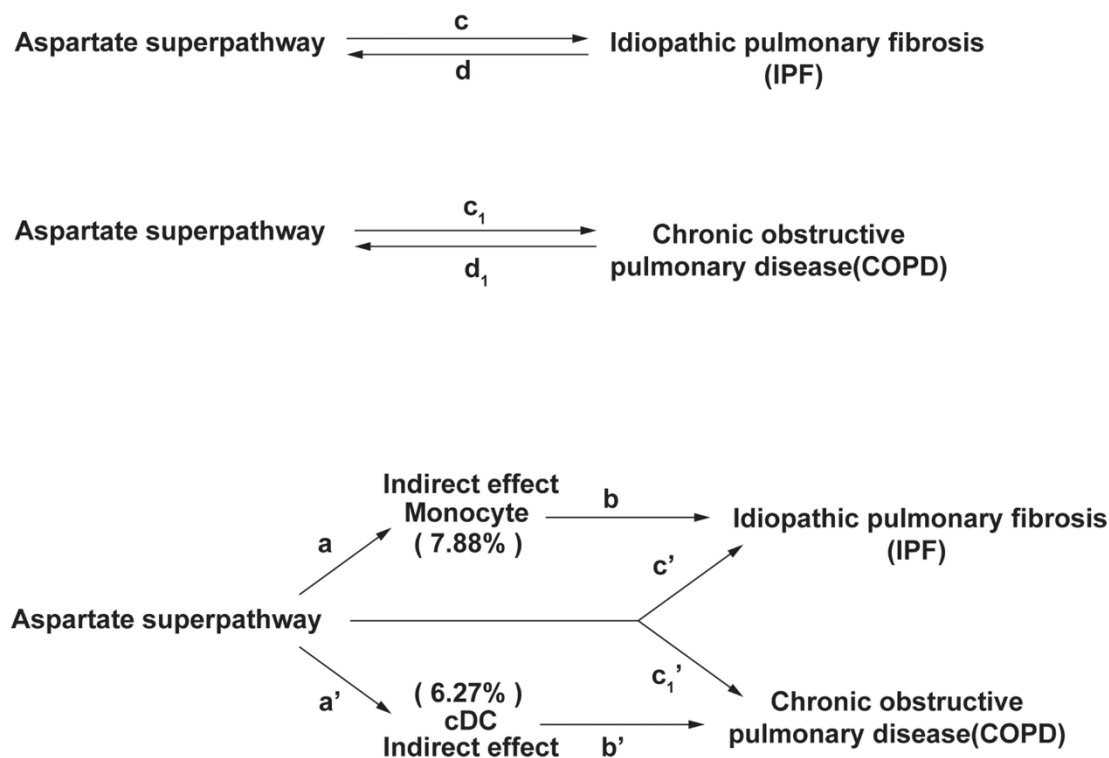 c
Aspartate superpathway
Idiopathic pulmonary fibrosis
(IPF)
d
c₁
Aspartate superpathway
Chronic obstructive
pulmonary disease(COPD)
d₁
Indirect effect
Monocyte
( 7.88% )
b
Idiopathic pulmonary fibrosis
(IPF)
a
c’
Aspartate superpathway
a’
( 6.27% )
cDC
Indirect effect
c₁’
b’
Chronic obstructive
pulmonary disease(COPD)